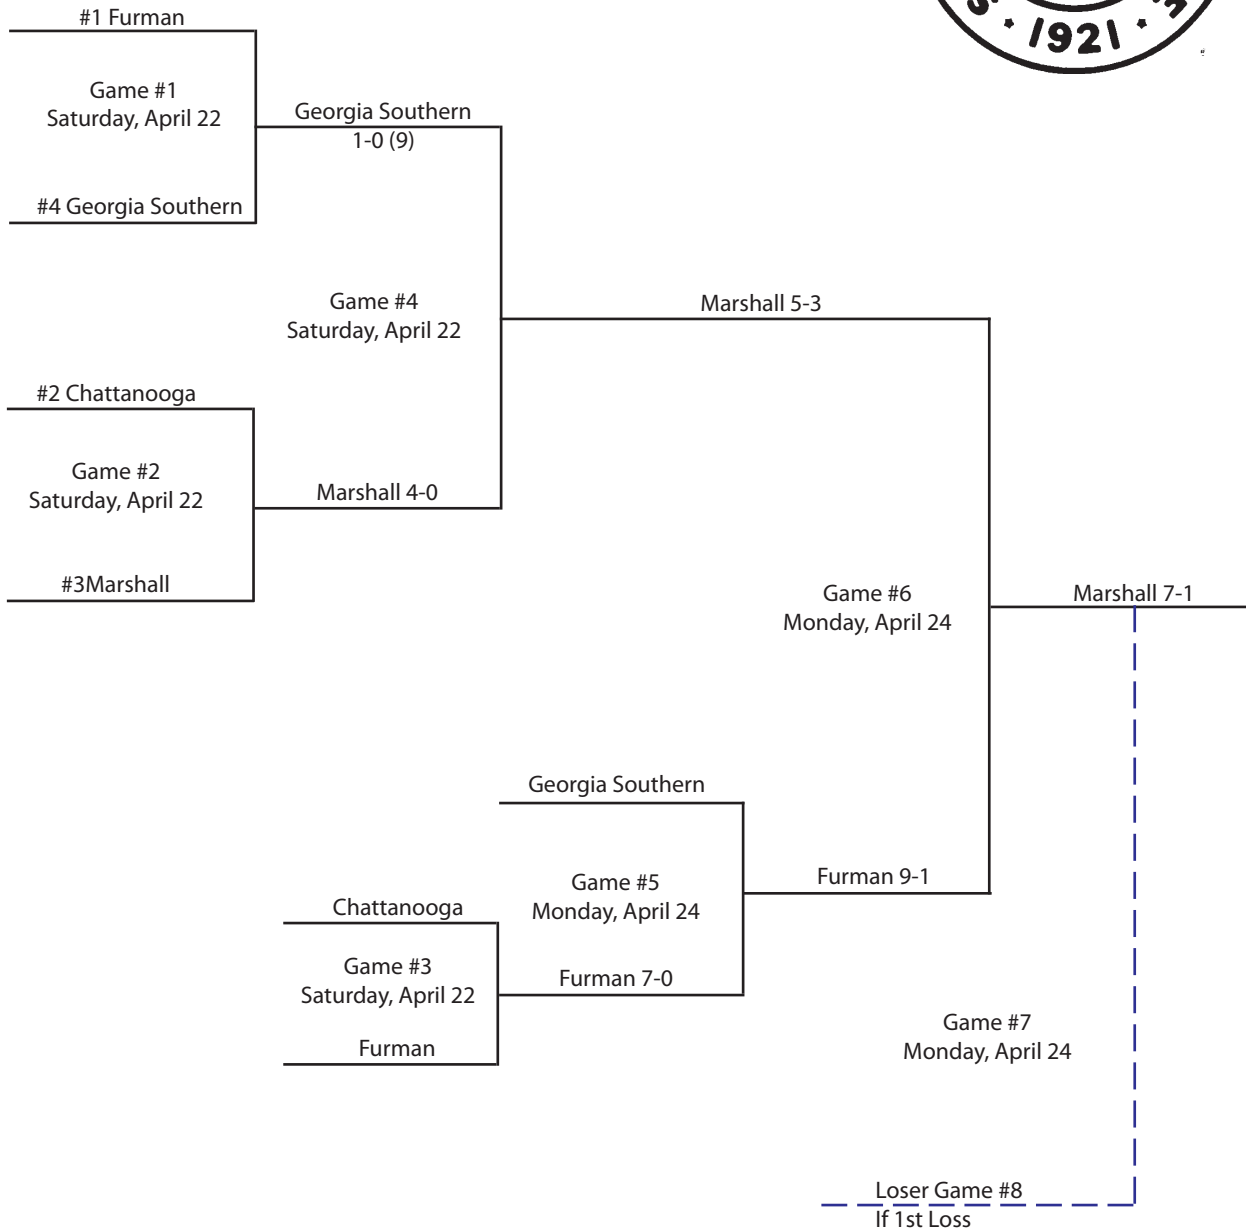 #1 Furman
1921
Game #1
Saturday, April 22
Georgia Southern
1-0 (9)
#4 Georgia Southern
Game #4
Saturday, April 22
Marshall 5-3
#2 Chattanooga
Game #2
Saturday, April 22
Marshall 4-0
#3Marshall
Game #6
Monday, April 24
Marshall 7-1
Georgia Southern
Game #5
Monday, April 24
Furman 9-1
Chattanooga
Game #3
Saturday, April 22
Furman 7-0
Furman
Game #7
Monday, April 24
Loser Game #8
If 1st Loss